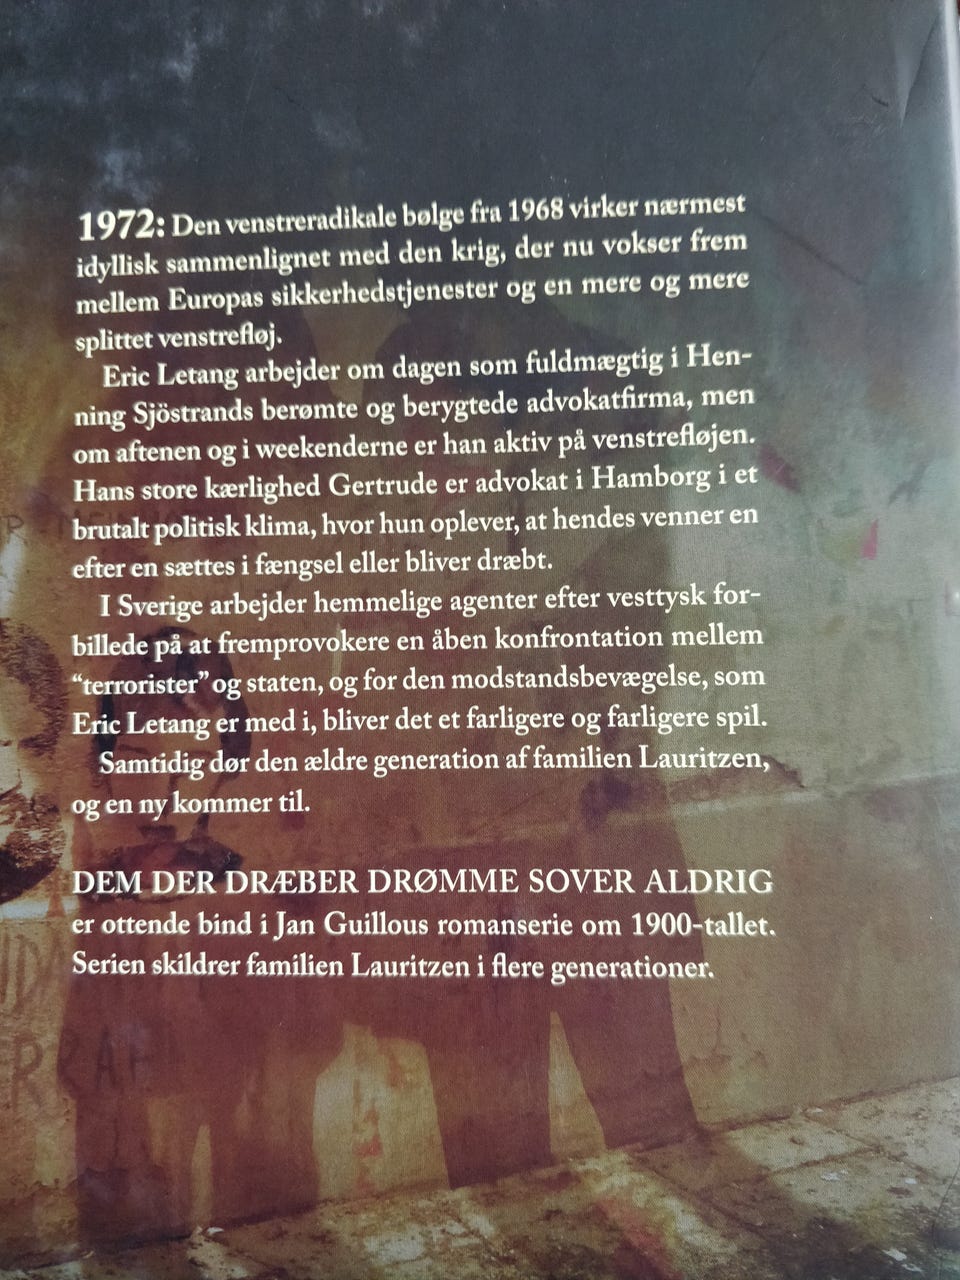 1972: Den venstreradikale bølge fra 1968 virker nærmest
idyllisk sammenlignet med den krig, der nu vokser frem
mellem Europas sikkerhedstjenester og en mere og mere
splittet venstrefløj.
Eric Letang arbejder om dagen som fuldmægtig i Hen-
ning Sjöstrands berømte og berygtede advokatfirma, men
om aftenen og i weekenderne er han aktiv på venstrefløjen.
Hans store kærlighed Gertrude er advokat i Hamborg i et
brutalt politisk klima, hvor hun oplever, at hendes venner en
efter en sættes i fængsel eller bliver dræbt.
I Sverige arbejder hemmelige agenter efter vesttysk for-
billede på at fremprovokere en åben konfrontation mellem
“terrorister” og staten, og for den modstandsbevægelse, som
Eric Letang er med i, bliver det et farligere og farligere spil.
Samtidig dør den ældre generation af familien Lauritzen,
og en ny kommer til.
DEM DER DRÆBER DRØMME SOVER ALDRIG
er ottende bind i Jan Guillous romanserie om 1900-tallet.
Serien skildrer familien Lauritzen i flere generationer.